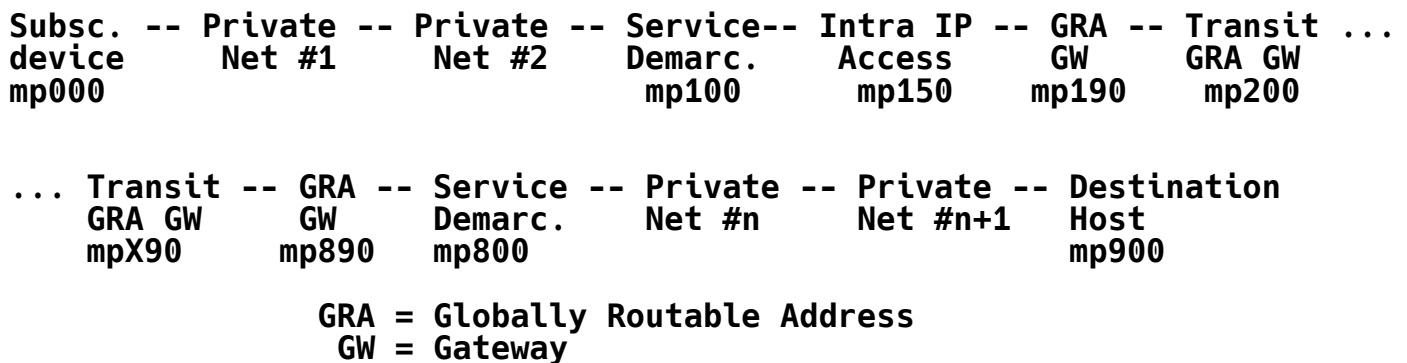 Subsc. -- Private -- Private -- Service-- Intra IP -- GRA -- Transit ...
device Net #1 Net #2 Demarc. Access GW GRA GW
mp000 mp100 mp150 mp190 mp200
... Transit -- GRA -- Service -- Private -- Private -- Destination
GRA GW GW Demarc. Net #n Net #n+1 Host
mpX90 mp890 mp800 mp900
GRA = Globally Routable Address
GW = Gateway